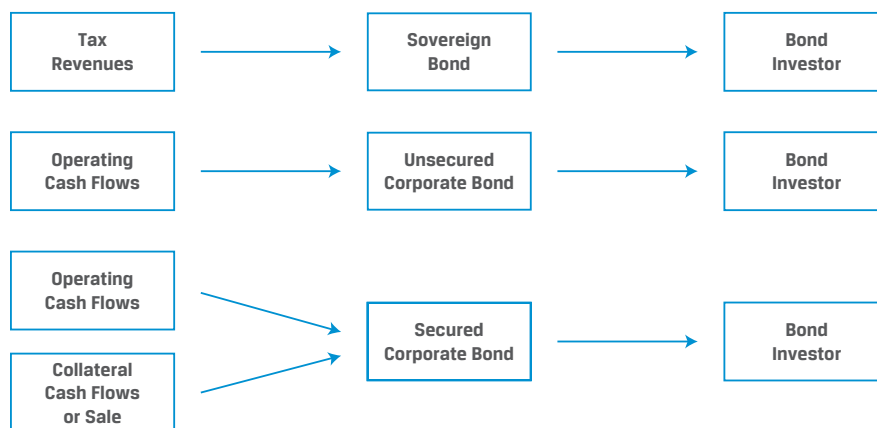 Tax
Revenues
Sovereign
Bond
Bond
Investor
Operating
Cash Flows
Unsecured
Corporate Bond
Bond
Investor
Operating
Cash Flows
Secured
Corporate Bond
Bond
Investor
Collateral
Cash Flows
or Sale